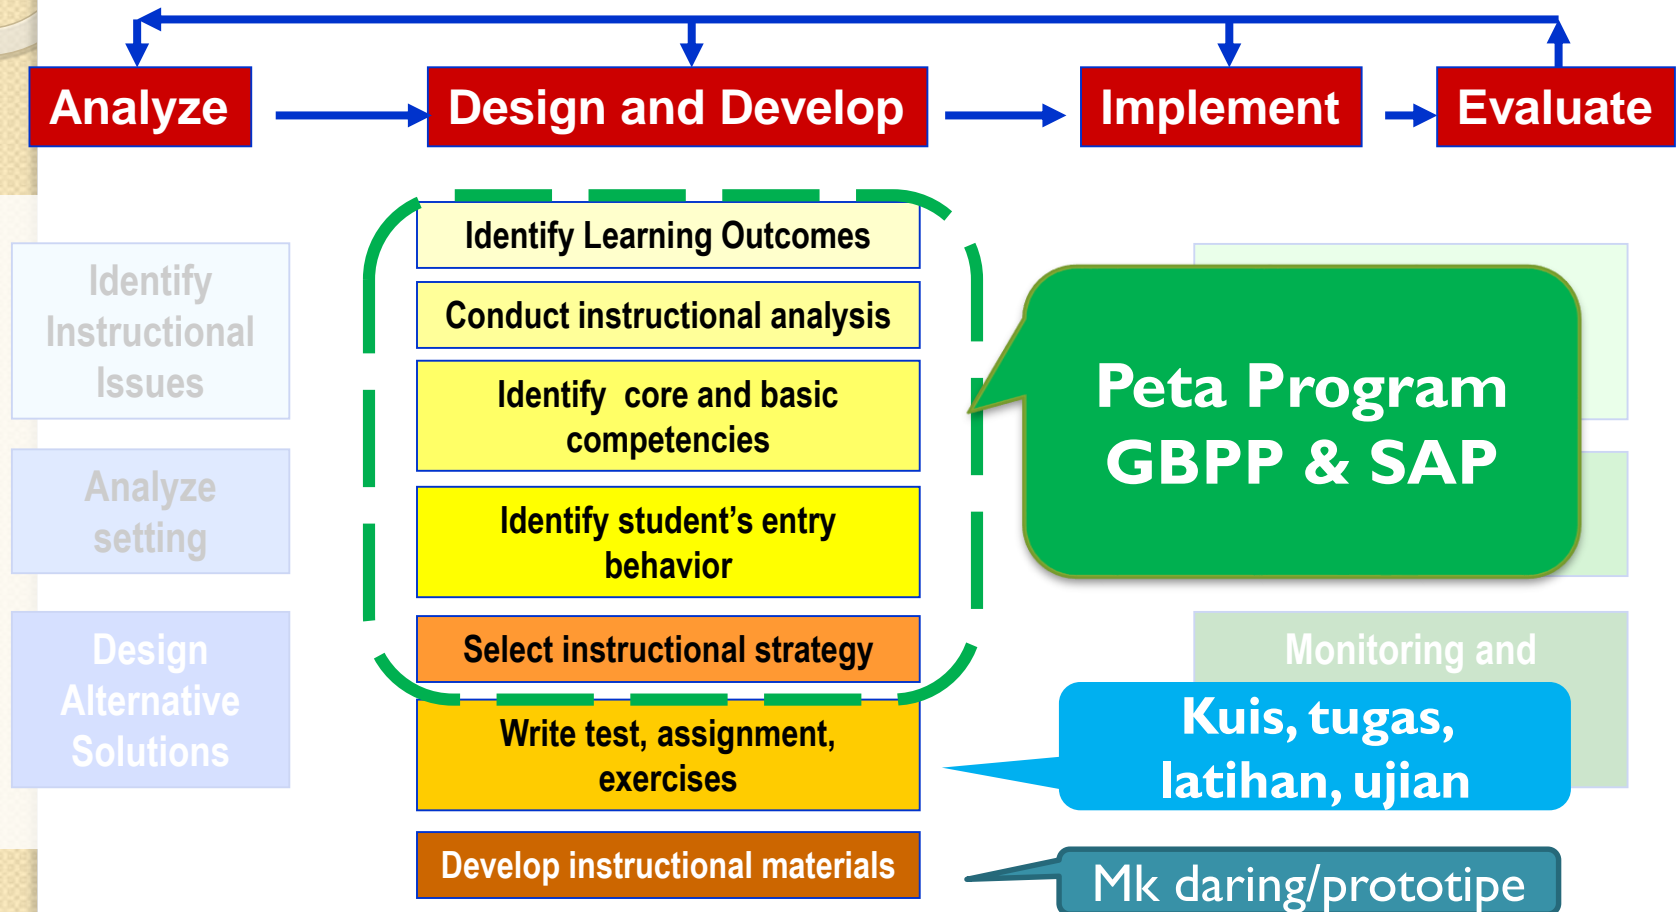 Analyze
Design and Develop
Implement
Evaluate
Identify
Instructional
Issues
Analyze
setting
Design
Alternative
Solutions
Identify Learning Outcomes
Conduct instructional analysis
Identify core and basic
competencies
Identify student’s entry
behavior
Select instructional strategy
Write test, assignment,
exercises
Develop instructional materials
Peta Program
GBPP & SAP
Monitoring and
Kuis, tugas,
latihan, ujian
Mk daring/prototipe